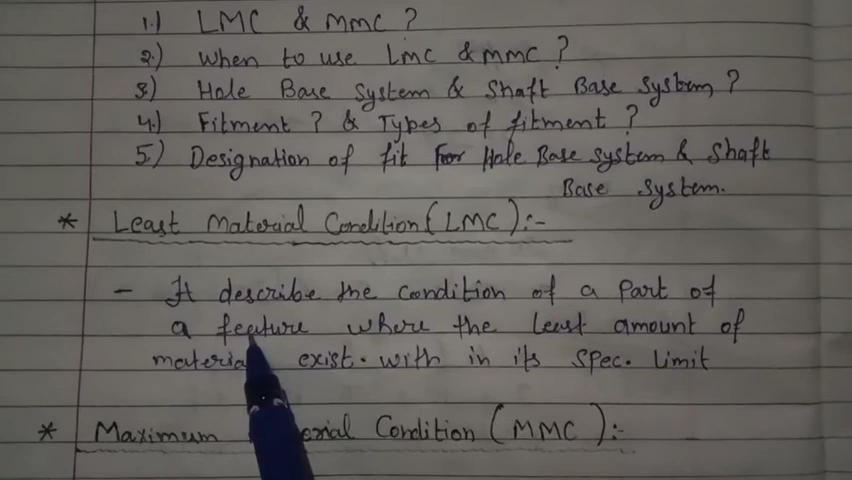 1.) LMC & MMC ?
2.) When to use LMC & MMC ?
3) Hole Base System & Shaft Base System ?
4.) Fitment ? & Types of fitment ?
5.) Designation of fit For Hole Base System & Shaft
Base System.
* Least Material Condition (LMC) :-
- It describe the condition of a Part of
a feature where the least amount of
materia exist. with in its spec. limit
* Maximum erial Condition (MMC) :-